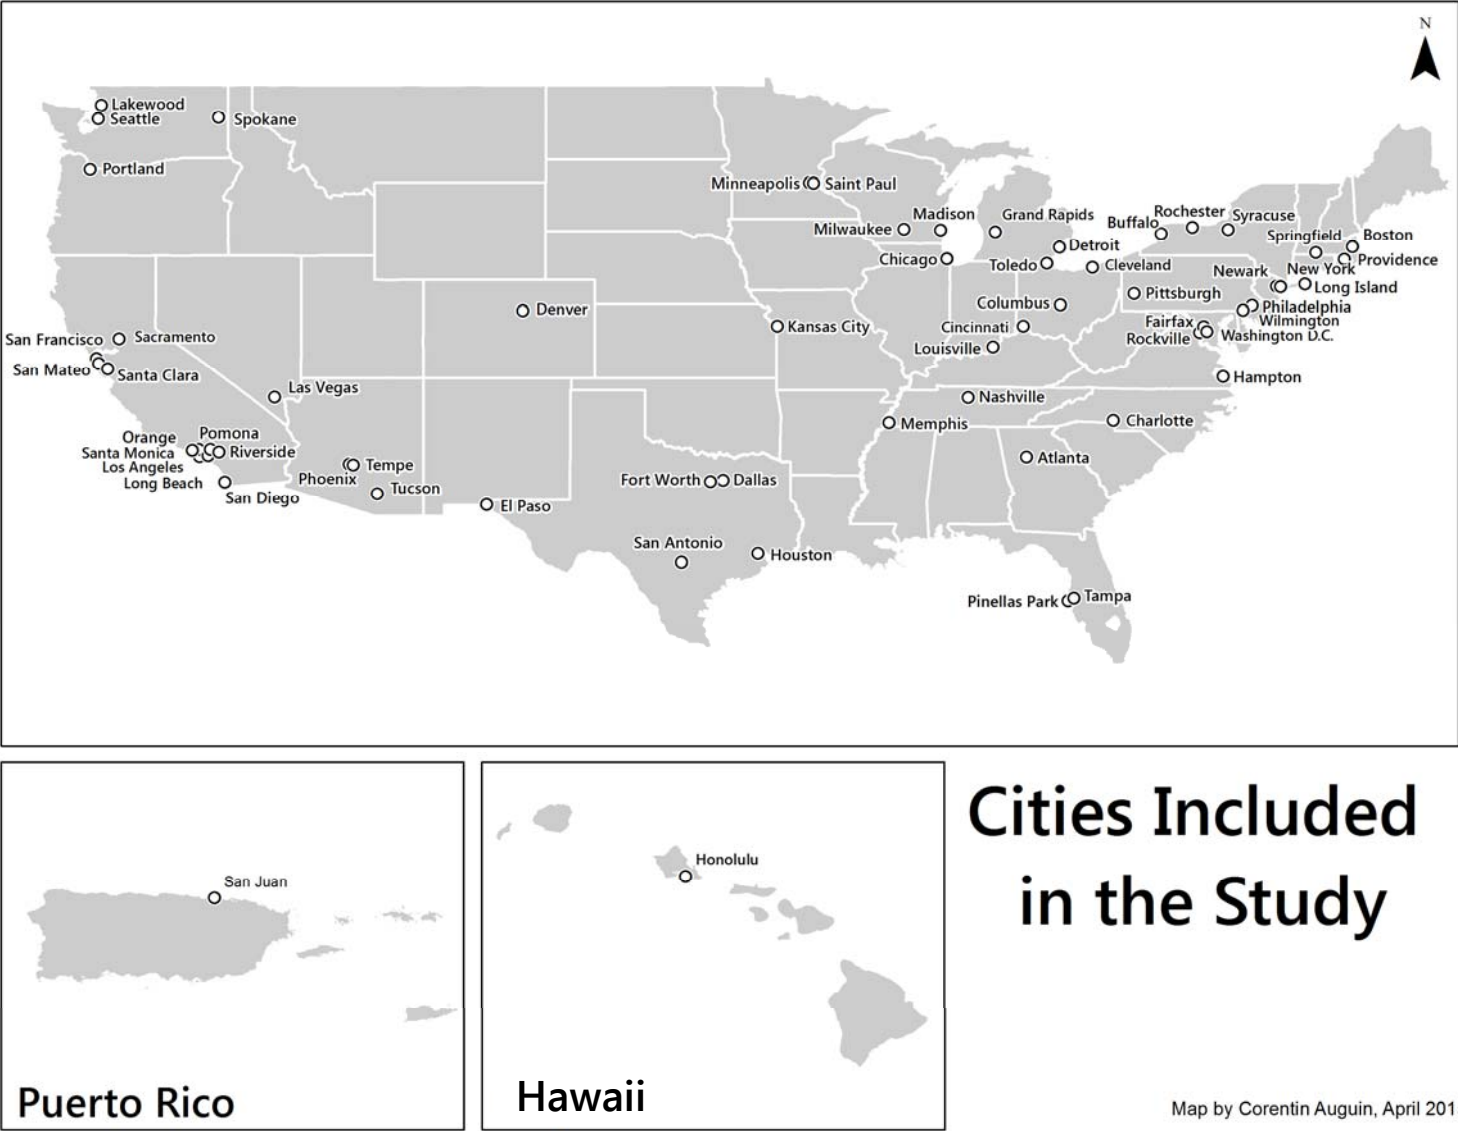 N
Lakewood
Seattle
Spokane
Portland
Minneapolis
Saint Paul
Madison
Milwaukee
Grand Rapids
Detroit
Chicago
Toledo
Cleveland
Buffalo
Rochester
Syracuse
Springfield
Boston
Providence
Newark
New York
Long Island
Pittsburgh
Philadelphia
Wilmington
Columbus
Cincinnati
Louisville
Fairfax
Rockville
Washington D.C.
Denver
Kansas City
San Francisco
Sacramento
San Mateo
Santa Clara
Las Vegas
Hampton
Nashville
Memphis
Charlotte
Atlanta
Orange
Pomona
Santa Monica
Riverside
Los Angeles
Long Beach
San Diego
Phoenix
Tempe
Tucson
El Paso
Fort Worth
Dallas
San Antonio
Houston
Pinellas Park
Tampa
San Juan
Puerto Rico
Honolulu
Hawaii
Cities Included
in the Study
Map by Corentin Auguin, April 201